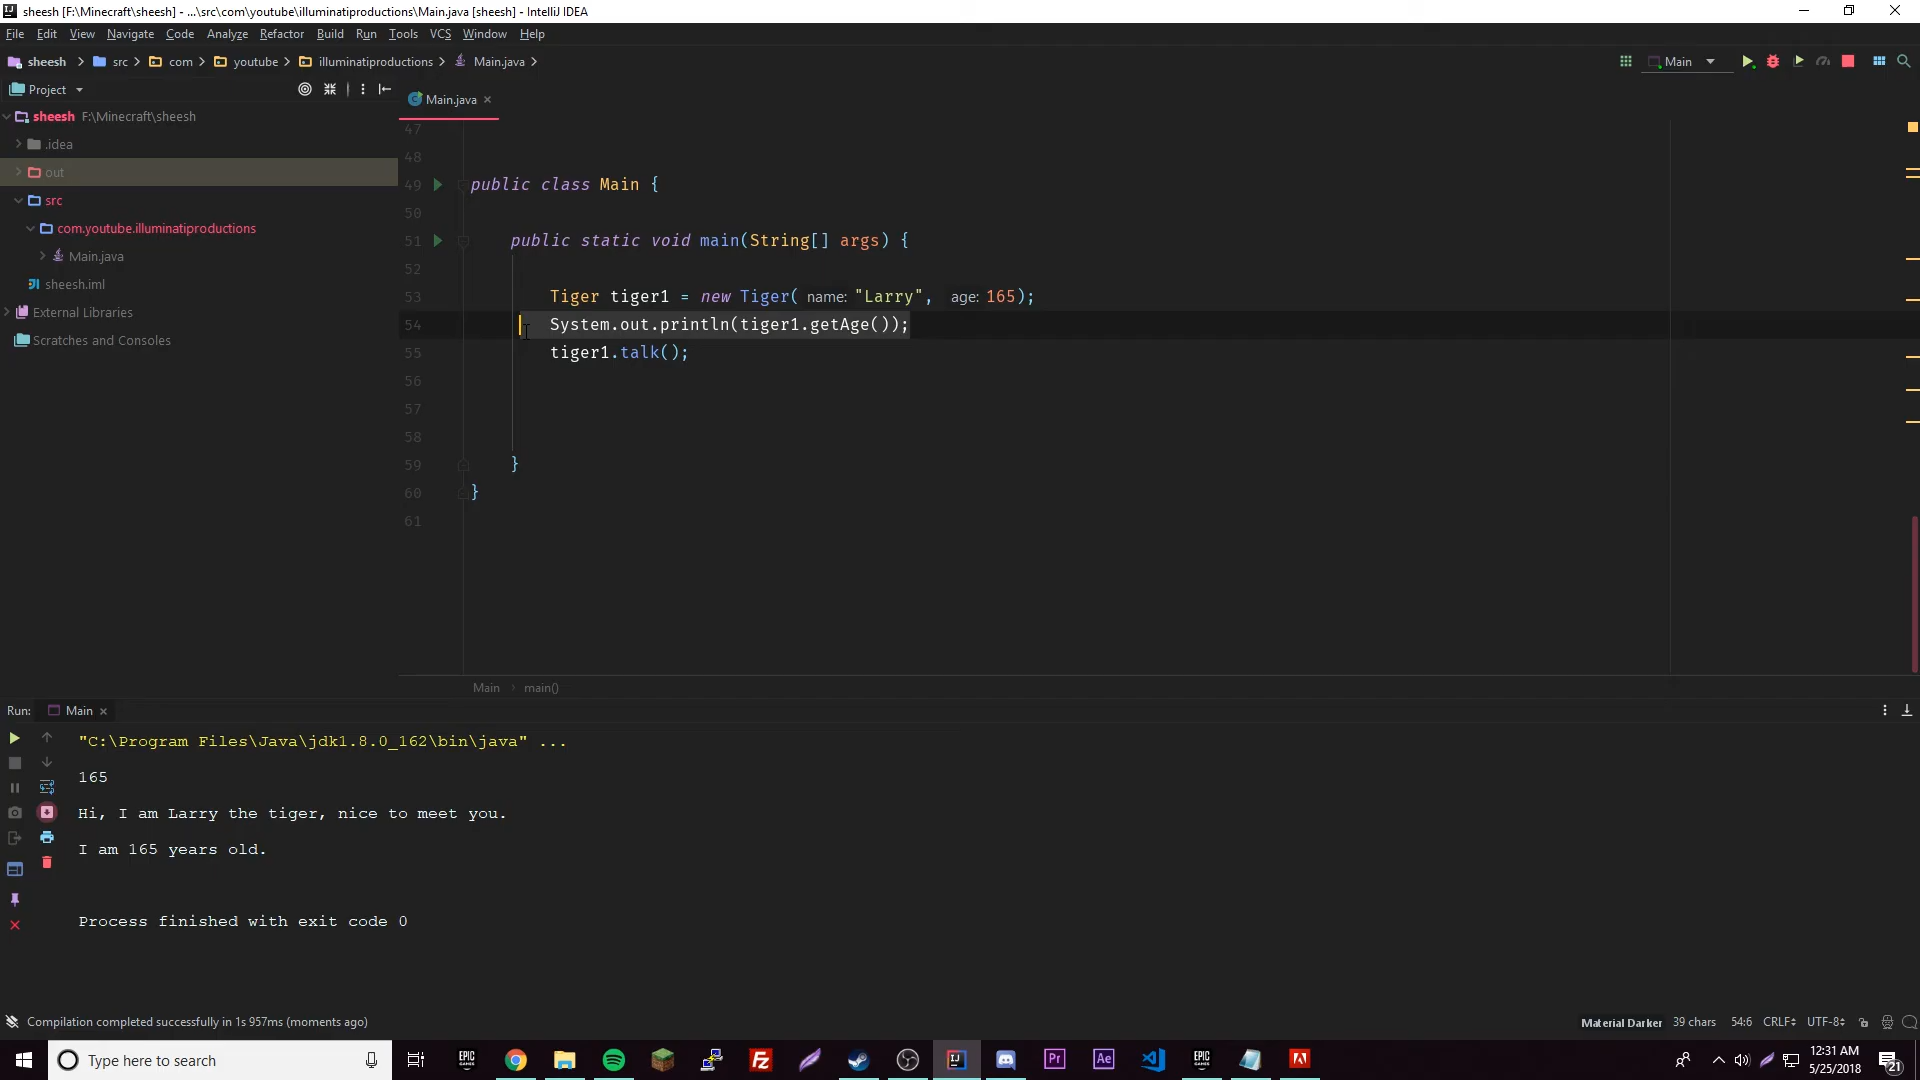 sheesh [F:\Minecraft\sheesh] - ...\src\com\youtube\illuminatiproductions\Main.java [sheesh] - IntelliJ IDEA
File Edit View Navigate Code Analyze Refactor Build Run Tools VCS Window Help
sheesh src com youtube illuminatiproductions Main.java
Main
Project
Main.java
sheesh F:\Minecraft\sheesh
.idea
out
src
com.youtube.illuminatiproductions
Main.java
sheesh.iml
External Libraries
Scratches and Consoles
47
48
49 public class Main {
50
51 public static void main(String[] args) {
52
53 Tiger tiger1 = new Tiger( name: "Larry", age: 165);
54 System.out.println(tiger1.getAge());
55 tiger1.talk();
56
57
58
59 }
60 }
61
Main main()
Run: Main
"C:\Program Files\Java\jdk1.8.0_162\bin\java" ...
165
Hi, I am Larry the tiger, nice to meet you.
I am 165 years old.
Process finished with exit code 0
Compilation completed successfully in 1s 957ms (moments ago)
Material Darker 39 chars 54:6 CRLF UTF-8
Type here to search
EPIC GAMES
Pr
Ae
EPIC GAMES
12:31 AM
5/25/2018
21